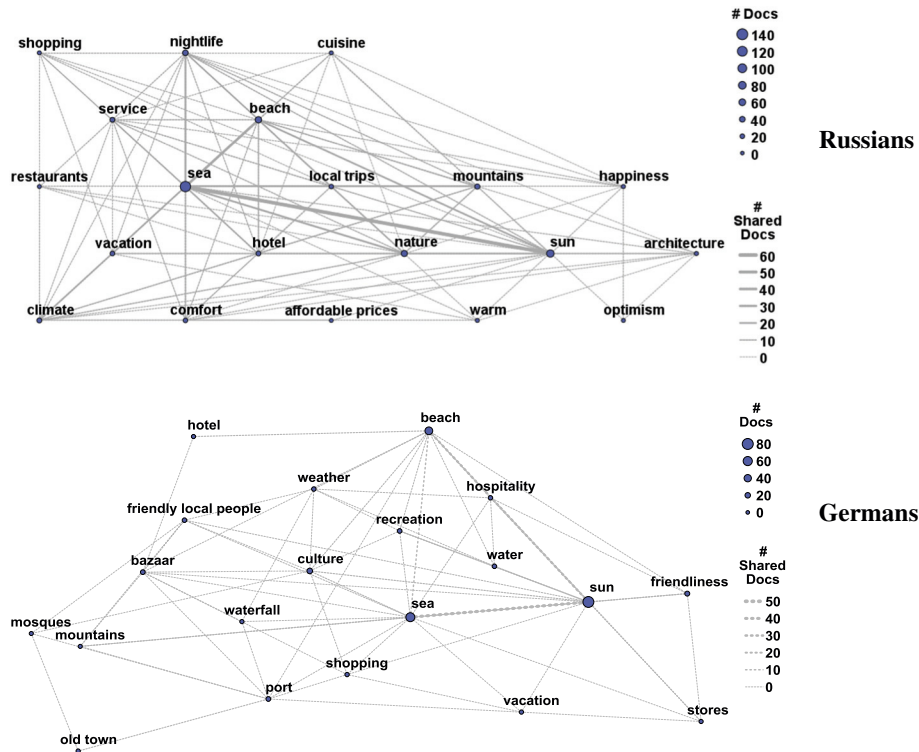 # Docs
shopping nightlife cuisine
140
120
100
service beach
80
60
40
20
0
Russians
restaurants sea local trips mountains happiness
#
Shared
Docs
vacation hotel nature sun architecture
60
50
40
30
climate comfort affordable prices warm optimism
20
10
0
beach
#
Docs
hotel
80
60
40
20
0
weather
hospitality
friendly local people
recreation
Germans
bazaar culture water
#
Shared
Docs
sun friendliness
50
40
30
20
10
0
waterfall sea
mosques
mountains
shopping
port
vacation
stores
old town